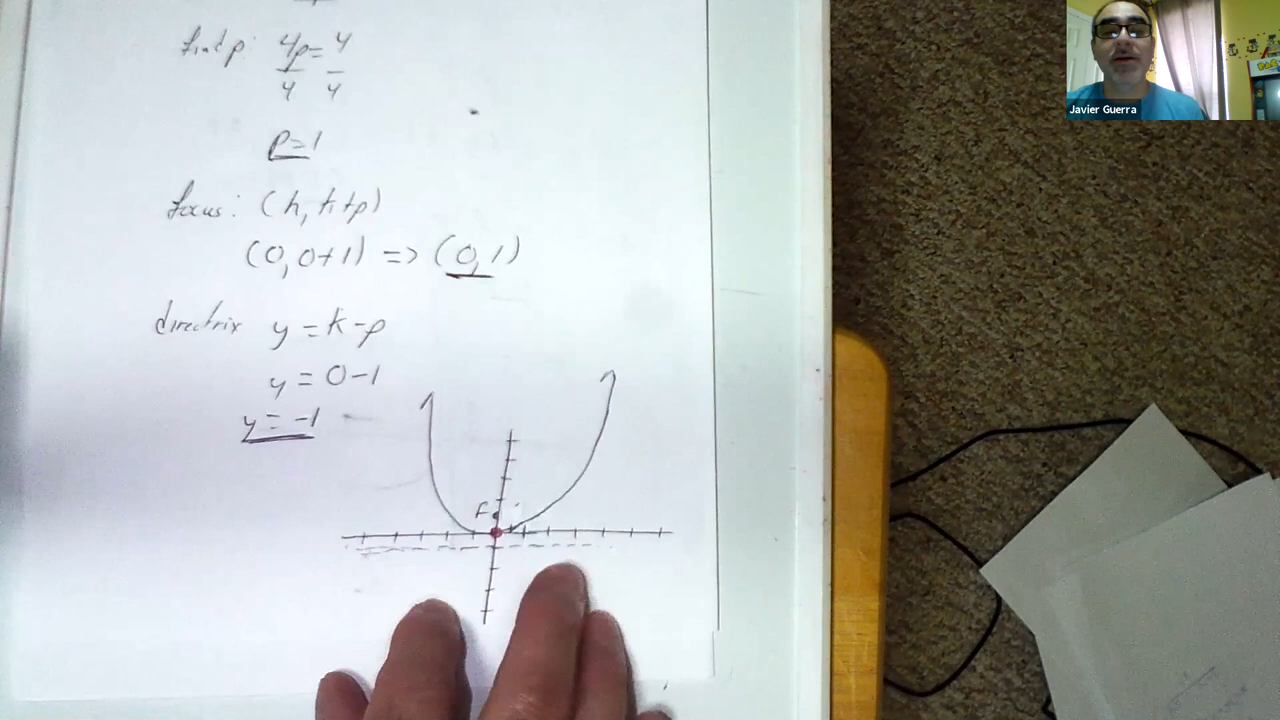 find p: 4p = 4
4 4
p = 1
focus: (h, k+p)
(0, 0+1) => (0, 1)
directrix y = k - p
y = 0 - 1
y = -1
F
Javier Guerra